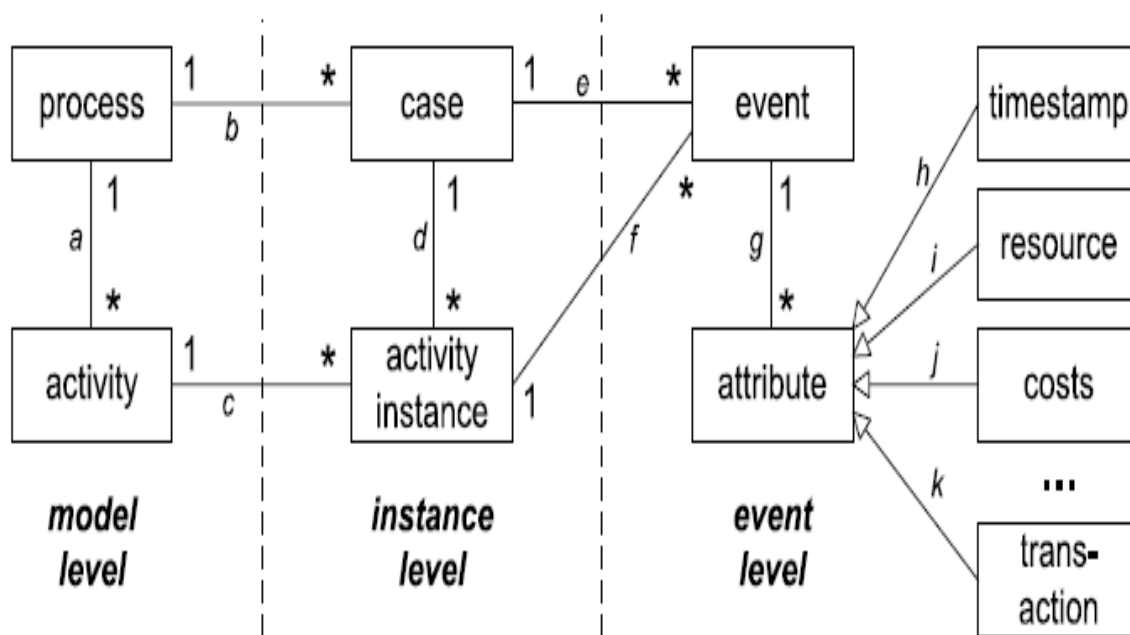 process 1 * case 1 e * event timestamp
b
h
1 1 * 1
a d f g i resource
* * *
activity 1 * activity instance 1 attribute j costs
c
k ...
model level
instance level
event level
trans-
action